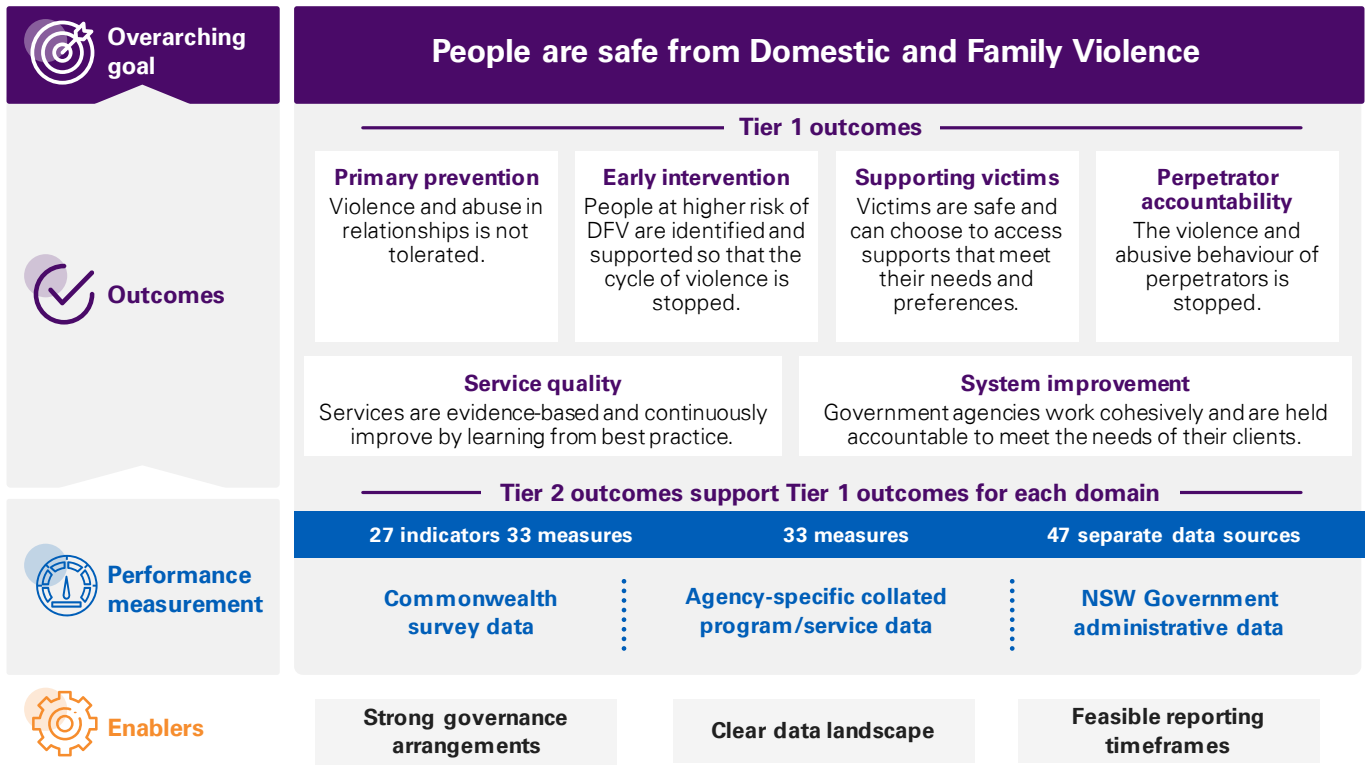 Overarching
goal
People are safe from Domestic and Family Violence
Outcomes
Tier 1 outcomes
Primary prevention
Violence and abuse in
relationships is not
tolerated.
Early intervention
People at higher risk of
DFV are identified and
supported so that the
cycle of violence is
stopped.
Supporting victims
Victims are safe and
can choose to access
supports that meet
their needs and
preferences.
Perpetrator
accountability
The violence and
abusive behaviour of
perpetrators is
stopped.
Service quality
Services are evidence-based and continuously
improve by learning from best practice.
System improvement
Government agencies work cohesively and are held
accountable to meet the needs of their clients.
Tier 2 outcomes support Tier 1 outcomes for each domain
Performance
measurement
27 indicators 33 measures
33 measures
47 separate data sources
Commonwealth
survey data
Agency-specific collated
program/service data
NSW Government
administrative data
Enablers
Strong governance
arrangements
Clear data landscape
Feasible reporting
timeframes